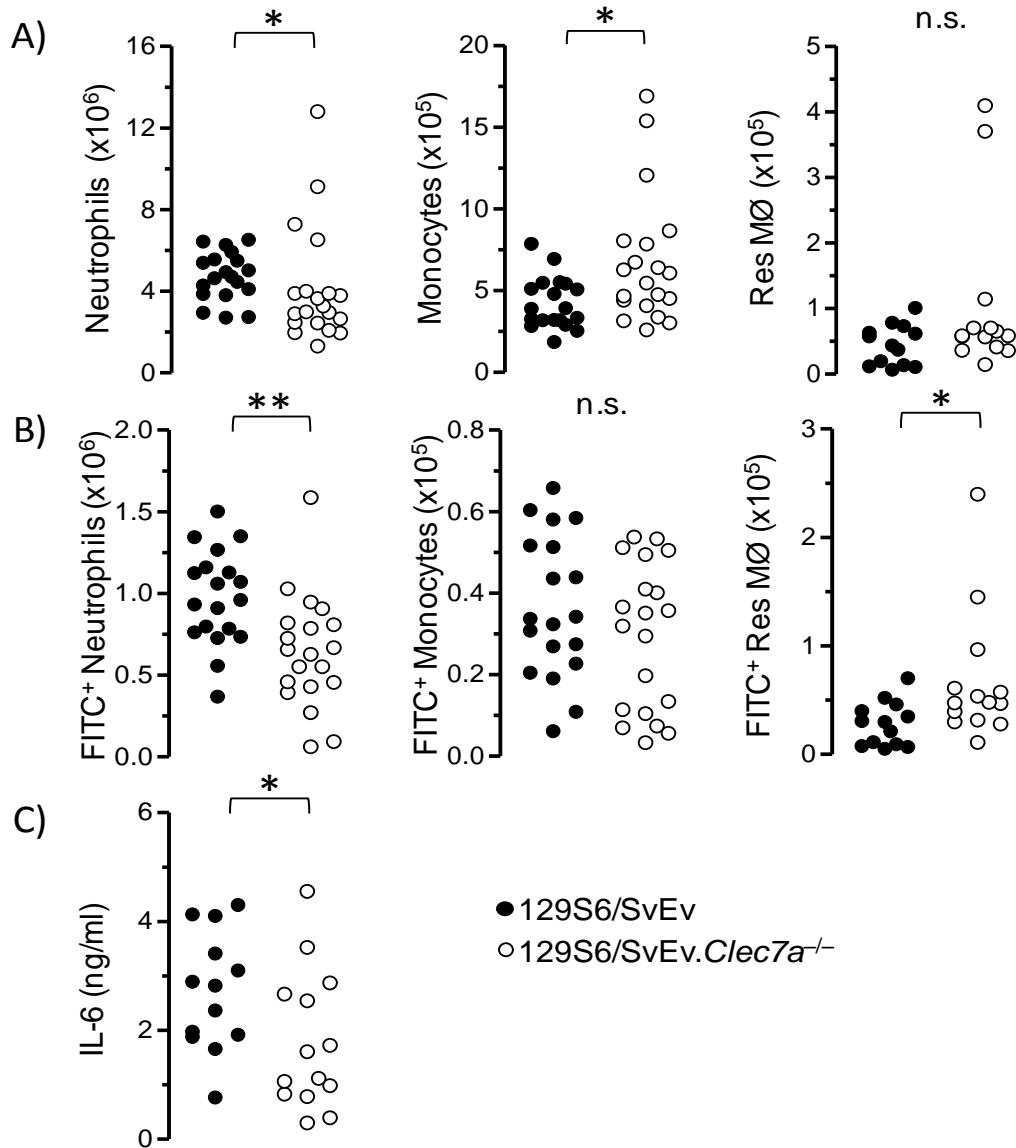 A)
*
*
n.s.
Neutrophils (x10⁶)
16
12
8
4
0
Monocytes (x10⁵)
20
15
10
5
0
Res MØ (x10⁵)
5
4
3
2
1
0
B)
**
n.s.
*
FITC⁺ Neutrophils (x10⁶)
2.0
1.5
1.0
0.5
0.0
FITC⁺ Monocytes (x10⁵)
0.8
0.6
0.4
0.2
0.0
FITC⁺ Res MØ (x10⁵)
3
2
1
0
C)
*
IL-6 (ng/ml)
6
4
2
0
129S6/SvEv
129S6/SvEv.Clec7a⁻/⁻